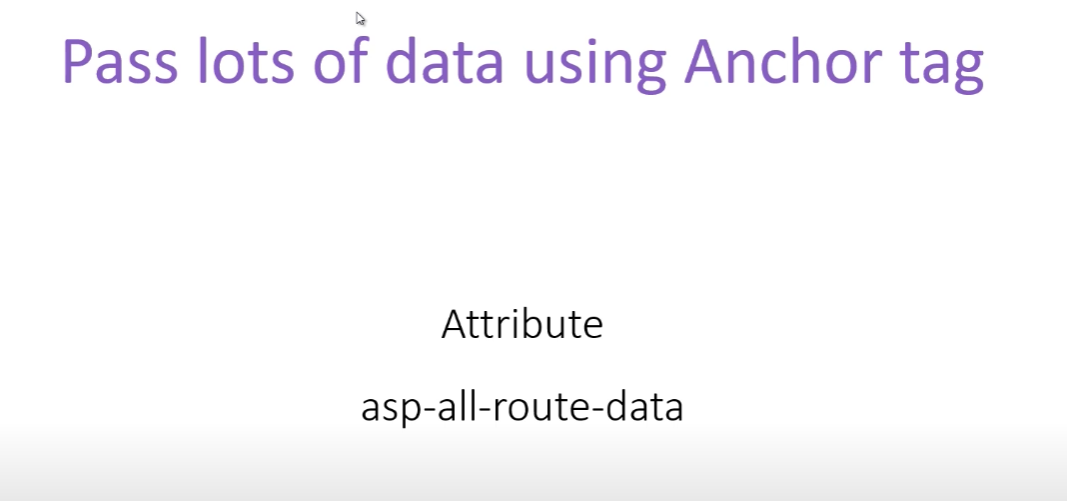 Pass lots of data using Anchor tag
Attribute
asp-all-route-data